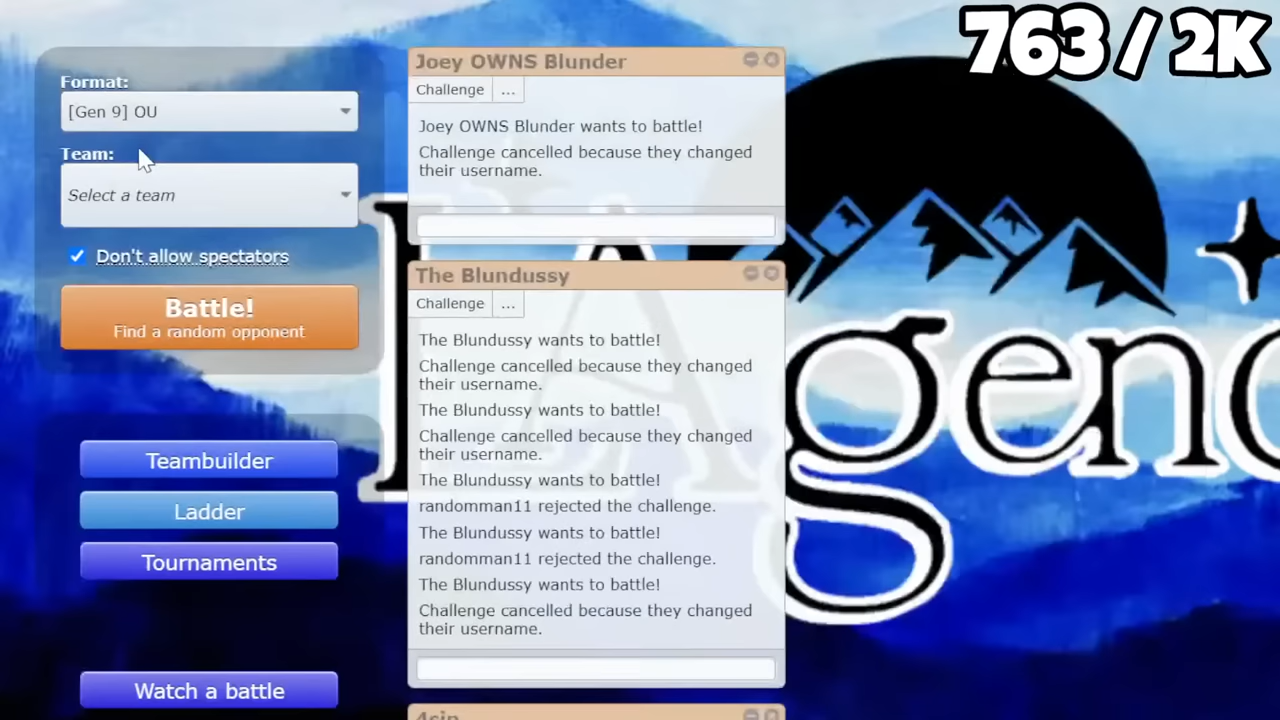 763 / 2K
Format:
[Gen 9] OU
Team:
Select a team
Don't allow spectators
Battle!
Find a random opponent
Teambuilder
Ladder
Tournaments
Watch a battle
Joey OWNS Blunder
Challenge
...
Joey OWNS Blunder wants to battle!
Challenge cancelled because they changed
their username.
The Blundussy
Challenge
...
The Blundussy wants to battle!
Challenge cancelled because they changed
their username.
The Blundussy wants to battle!
Challenge cancelled because they changed
their username.
The Blundussy wants to battle!
randomman11 rejected the challenge.
The Blundussy wants to battle!
randomman11 rejected the challenge.
The Blundussy wants to battle!
Challenge cancelled because they changed
their username.